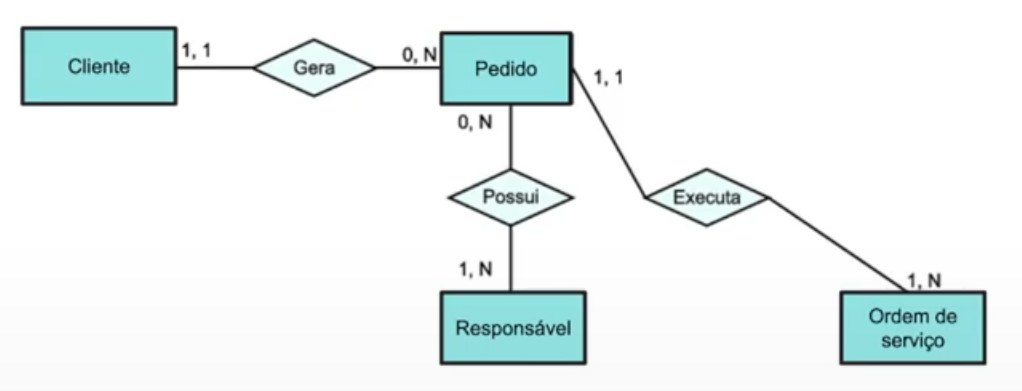 Cliente
1, 1
Gera
0, N
Pedido
1, 1
0, N
Possui
Executa
1, N
1, N
Responsável
Ordem de
serviço